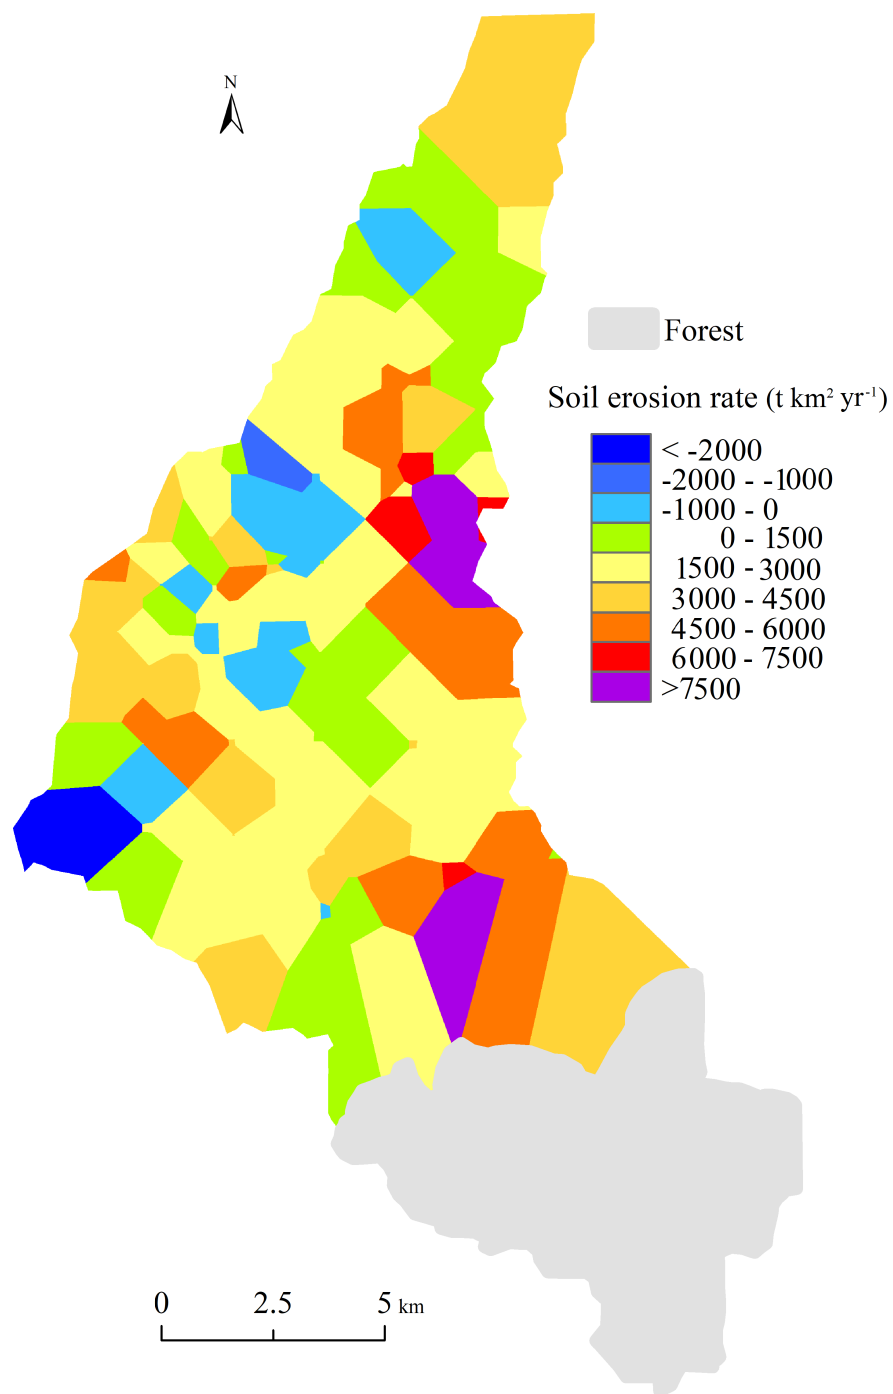 N
Forest
Soil erosion rate (t km² yr⁻¹)
< -2000
-2000 - -1000
-1000 - 0
0 - 1500
1500 - 3000
3000 - 4500
4500 - 6000
6000 - 7500
>7500
0 2.5 5 km